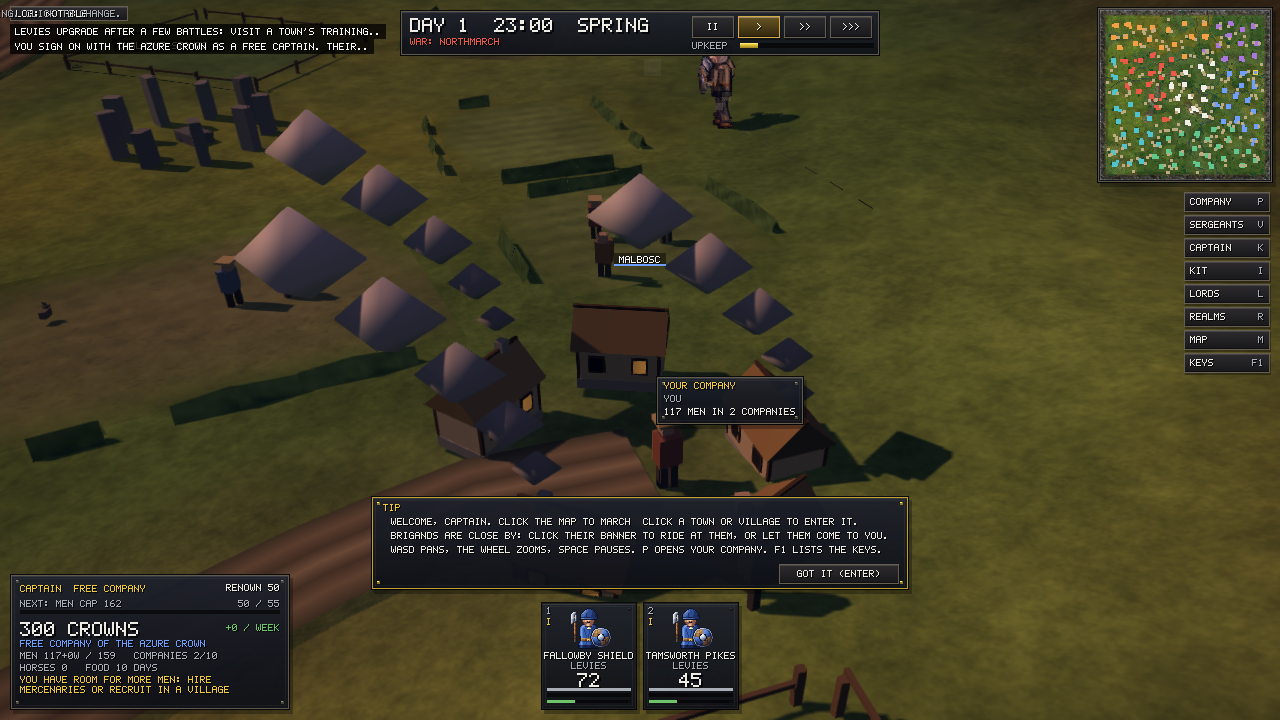 LEVIES UPGRADE AFTER A FEW BATTLES: VISIT A TOWN'S TRAINING..
YOU SIGN ON WITH THE AZURE CROWN AS A FREE CAPTAIN. THEIR..
DAY 1 23:00 SPRING
WAR: NORTHMARCH
II > >> >>>
UPKEEP
COMPANY P
SERGEANTS V
CAPTAIN K
KIT I
LORDS L
REALMS R
MAP M
KEYS F1
MALBOSC
YOUR COMPANY
YOU
117 MEN IN 2 COMPANIES
TIP
WELCOME, CAPTAIN. CLICK THE MAP TO MARCH CLICK A TOWN OR VILLAGE TO ENTER IT.
BRIGANDS ARE CLOSE BY: CLICK THEIR BANNER TO RIDE AT THEM, OR LET THEM COME TO YOU.
WASD PANS, THE WHEEL ZOOMS, SPACE PAUSES. P OPENS YOUR COMPANY. F1 LISTS THE KEYS.
GOT IT (ENTER)
CAPTAIN FREE COMPANY RENOWN 50
NEXT: MEN CAP 162 50 / 55
300 CROWNS +0 / WEEK
FREE COMPANY OF THE AZURE CROWN
MEN 117+0W / 159 COMPANIES 2/10
HORSES 0 FOOD 10 DAYS
YOU HAVE ROOM FOR MORE MEN: HIRE
MERCENARIES OR RECRUIT IN A VILLAGE
1
I
FALLOWBY SHIELD
LEVIES
72
2
I
TAMSWORTH PIKES
LEVIES
45